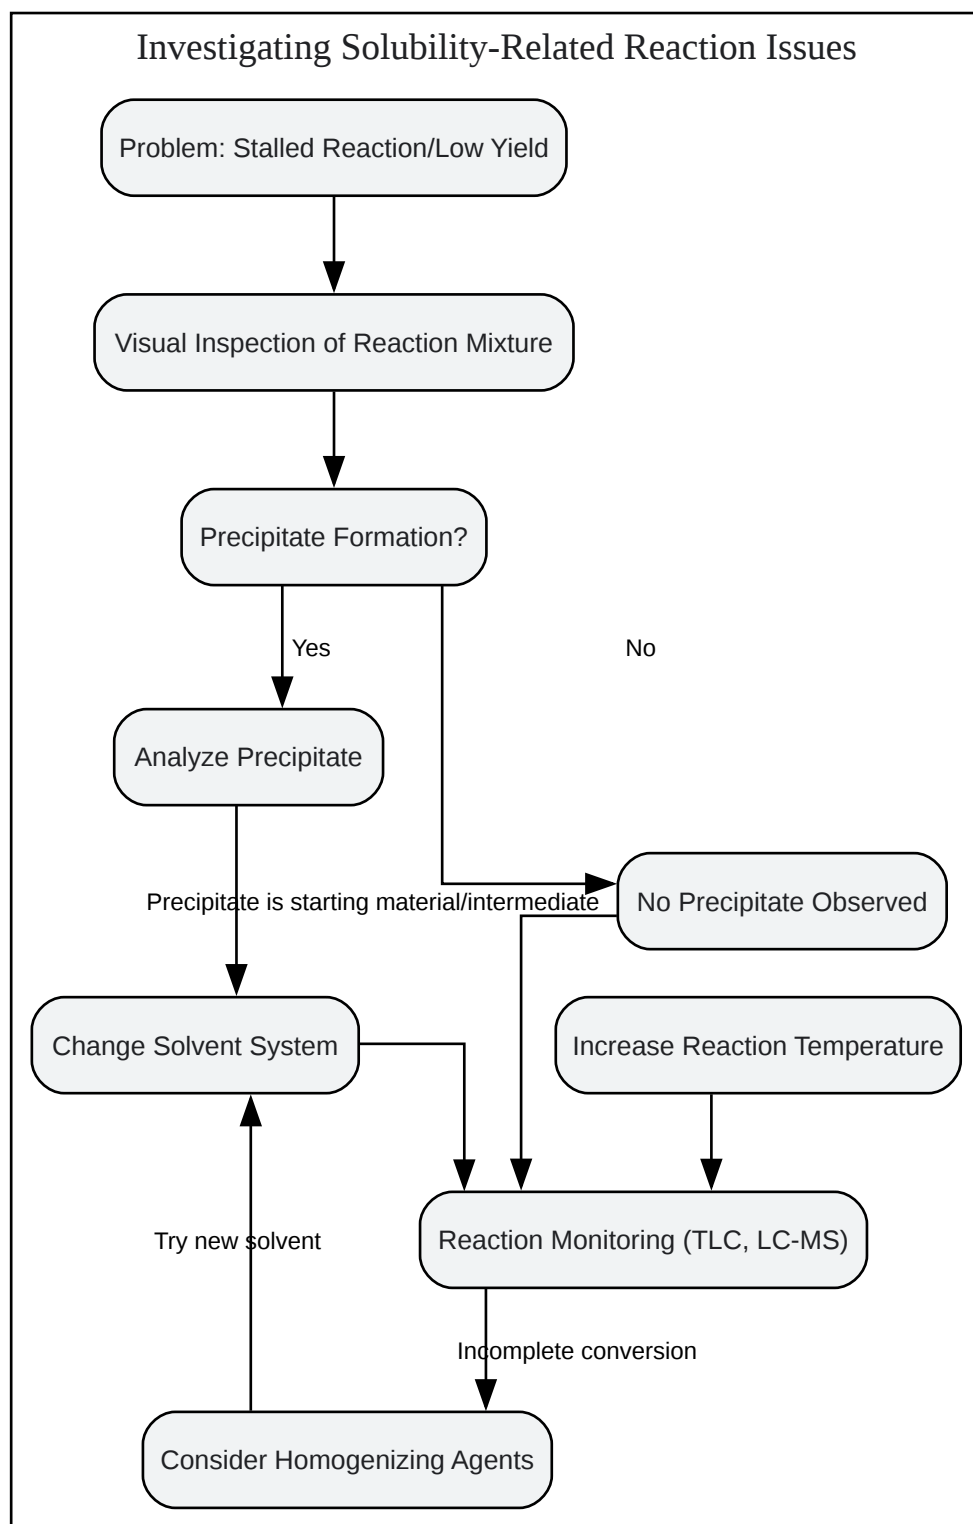 Investigating Solubility-Related Reaction Issues
Problem: Stalled Reaction/Low Yield
Visual Inspection of Reaction Mixture
Precipitate Formation?
Yes
No
Analyze Precipitate
Precipitate is starting material/intermediate
No Precipitate Observed
Change Solvent System
Increase Reaction Temperature
Try new solvent
Reaction Monitoring (TLC, LC-MS)
Incomplete conversion
Consider Homogenizing Agents